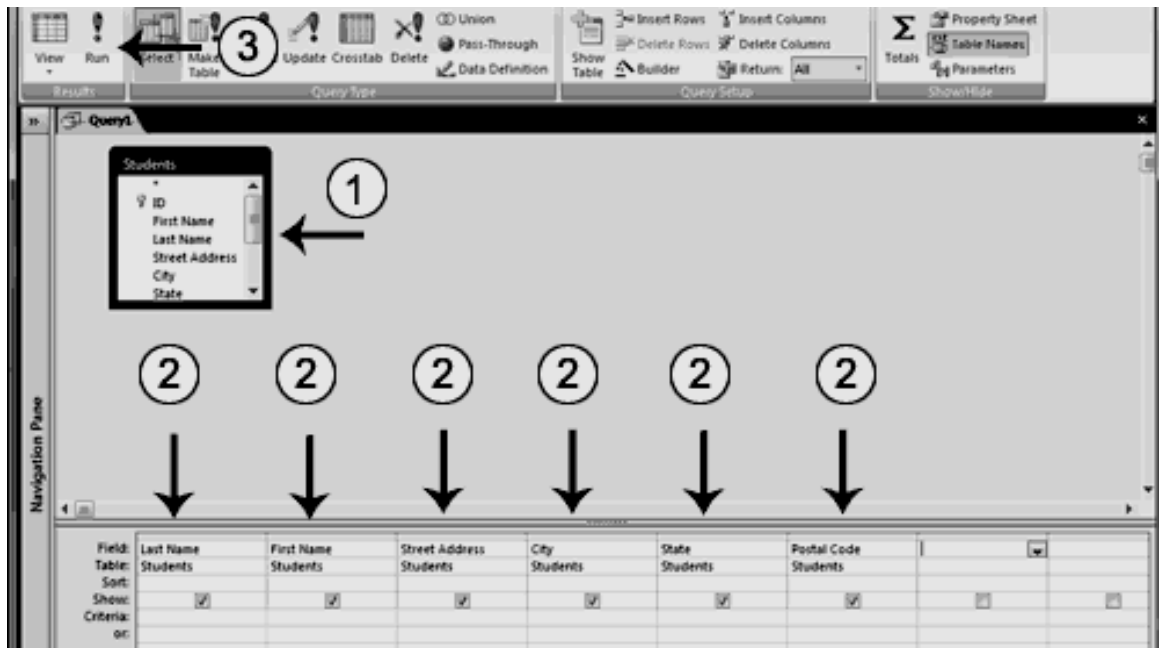 Union
Insert Rows
Insert Columns
Property Sheet
Pass-Through
Delete Rows
Delete Columns
Table Names
View
Run
3
Select
Make
Table
Update
Crosstab
Delete
Data Definition
Show
Table
Builder
Return:
All
Totals
Parameters
Results
Query Type
Query Setup
Show/Hide
Query1
Students
*
ID
First Name
Last Name
Street Address
City
State
1
2
2
2
2
2
2
Navigation Pane
Field: Last Name First Name Street Address City State Postal Code
Table: Students Students Students Students Students Students
Sort:
Show:
Criteria:
or: